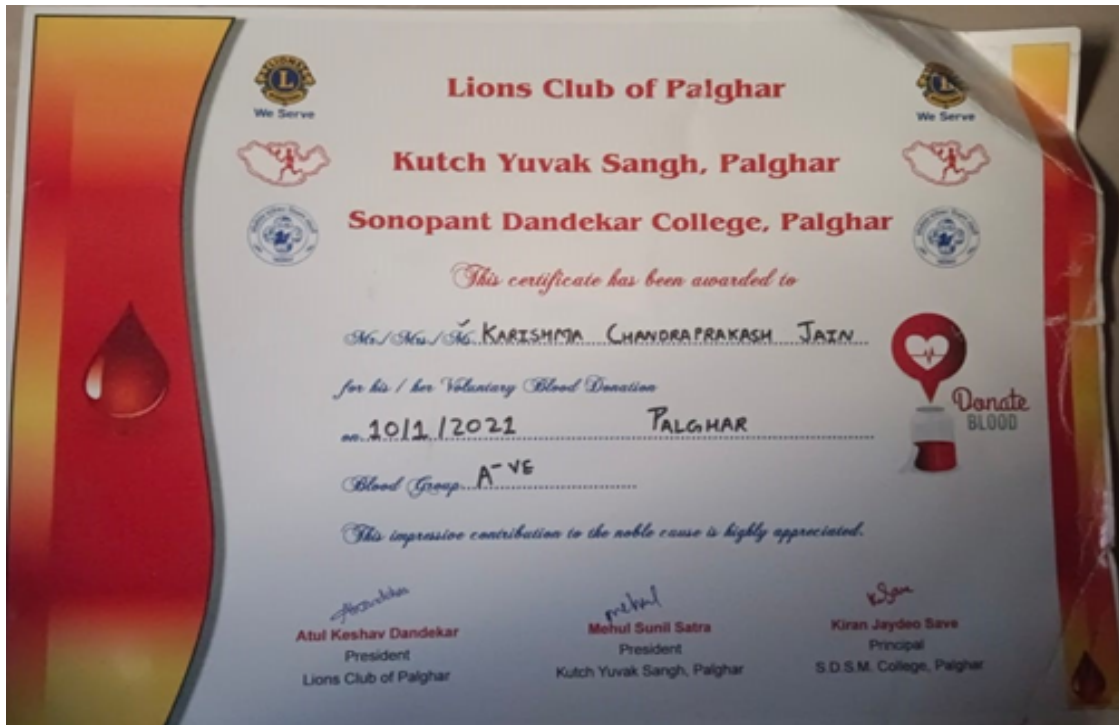 Lions Club of Palghar
We Serve
We Serve
Kutch Yuvak Sangh, Palghar
Sonopant Dandekar College, Palghar
This certificate has been awarded to
Mr./Mrs./Ms. KARISHMA CHANDRAPRAKASH JAIN
for his / her Voluntary Blood Donation
on 10/1/2021 PALGHAR
Donate
BLOOD
Blood Group A-VE
This impressive contribution to the noble cause is highly appreciated.
mehul
Atul Keshav Dandekar
President
Lions Club of Palghar
Mehul Sunil Satra
President
Kutch Yuvak Sangh, Palghar
Kiran Jaydeo Save
Principal
S.D.S.M. College, Palghar